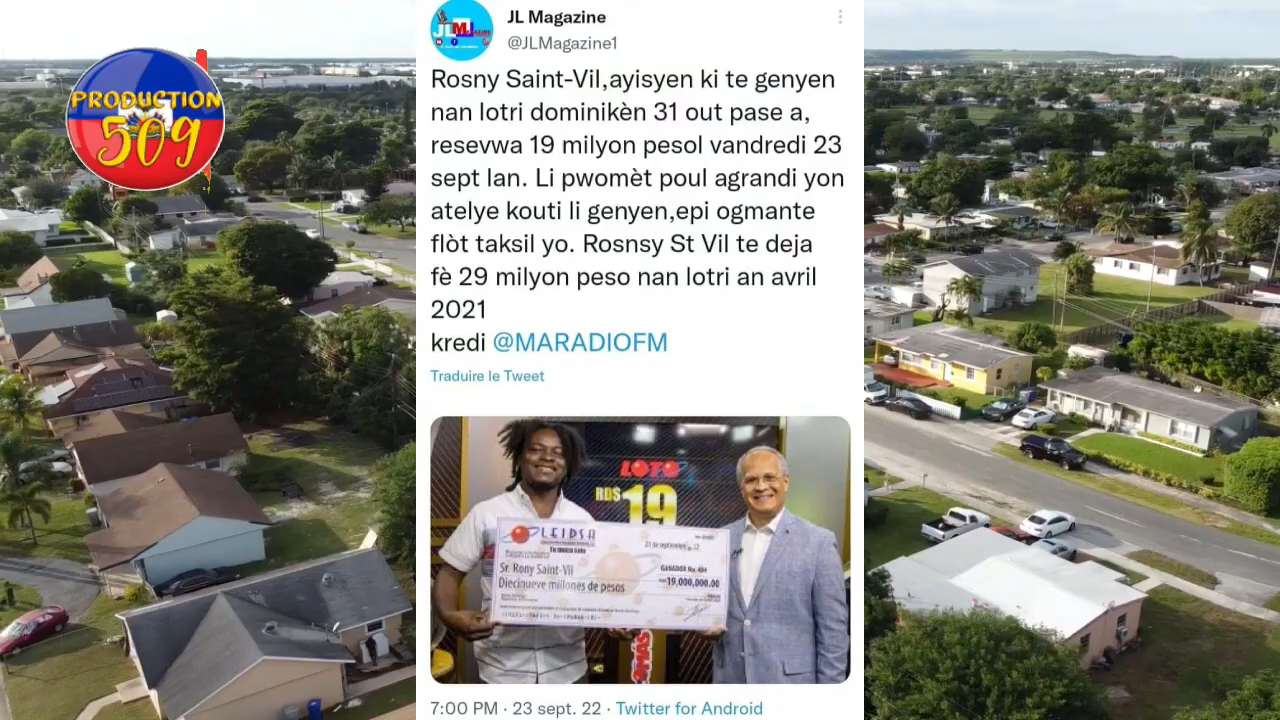 PRODUCTION
509
JL Magazine
@JLMagazine1
Rosny Saint-Vil,ayisyen ki te genyen
nan lotri dominikèn 31 out pase a,
resevwa 19 milyon pesol vandredi 23
sept lan. Li pwomèt poul agrandi yon
atelye kouti li genyen,epi ogmante
flòt taksil yo. Rosnsy St Vil te deja
fè 29 milyon peso nan lotri an avril
2021
kredi @MARADIOFM
Traduire le Tweet
LOTO
RD$ 19
LEIDSA
Sr. Rony Saint-Vil
GANADOR No. 404
Diecinueve millones de pesos
19,000,000.00
7:00 PM · 23 sept. 22 · Twitter for Android